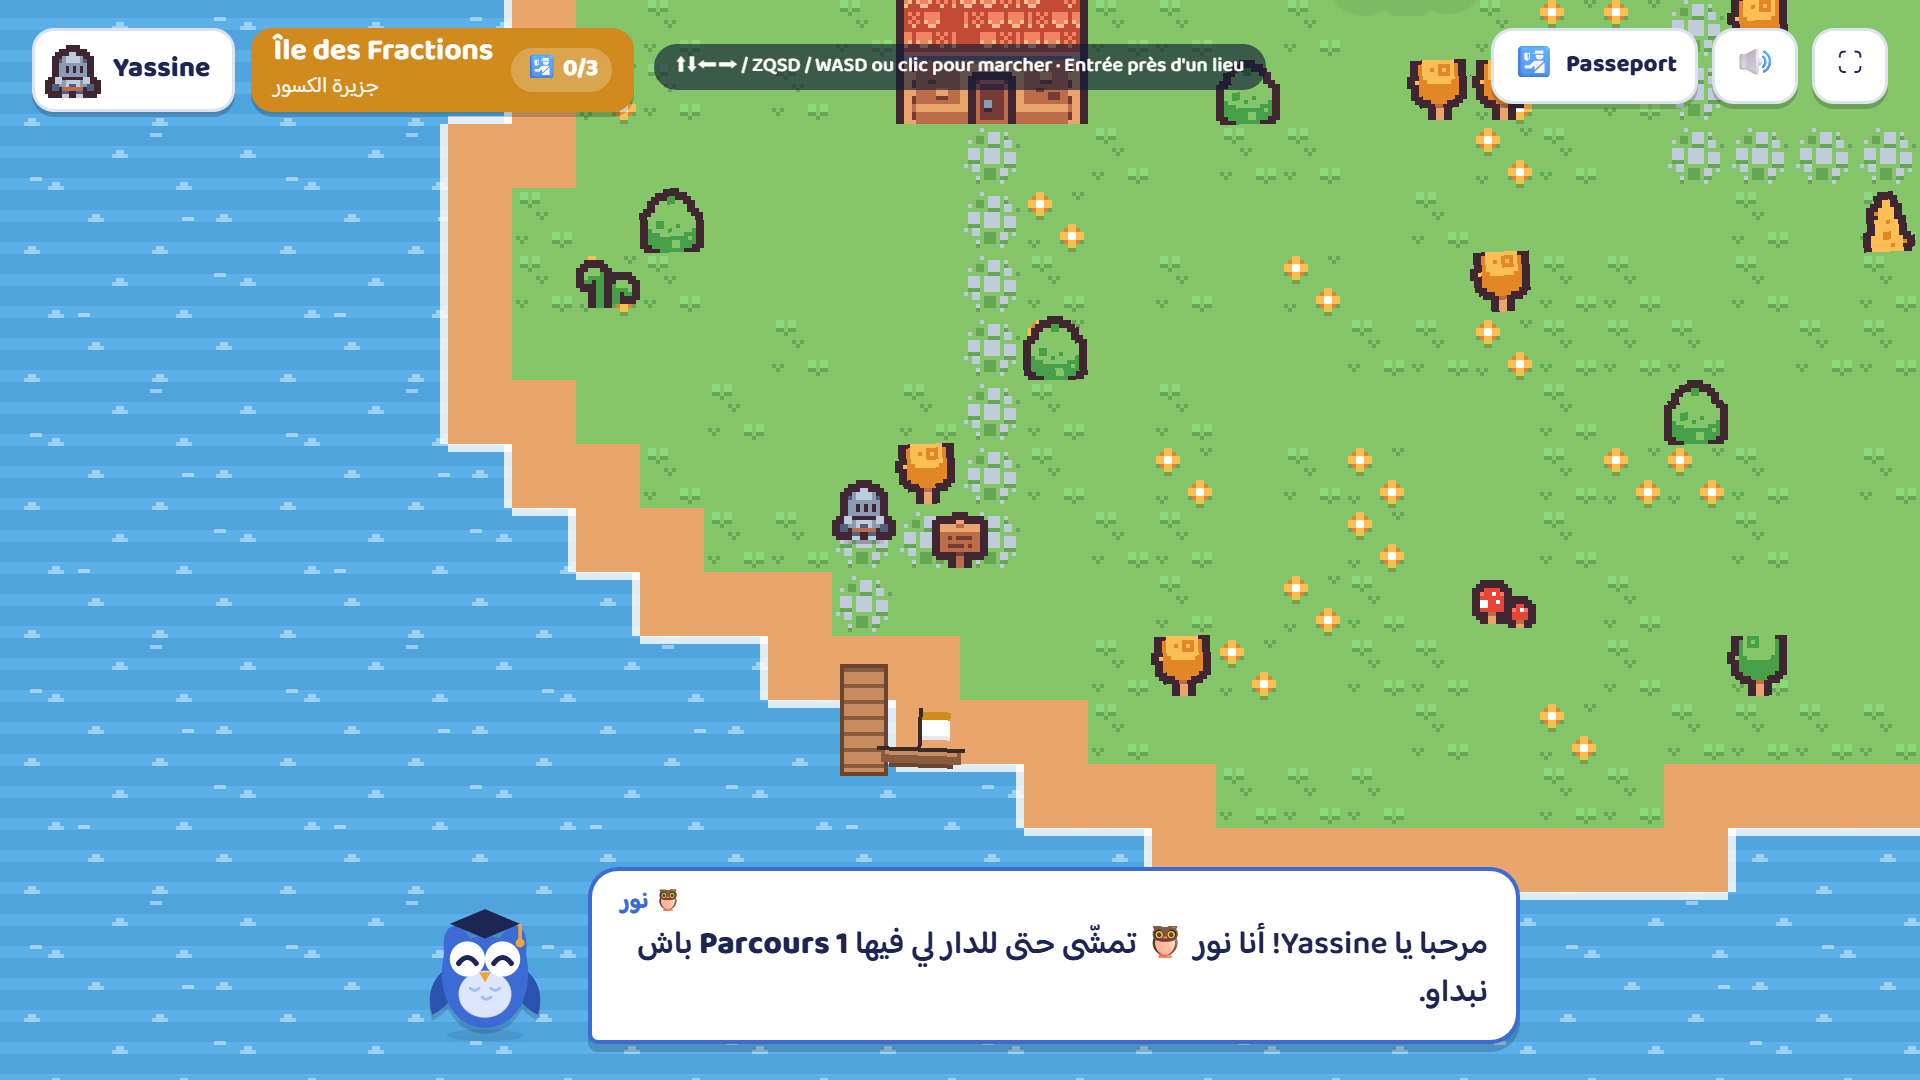 Yassine
Île des Fractions
جزيرة الكسور
0/3
↑↓←→ / ZQSD / WASD ou clic pour marcher · Entrée près d'un lieu
Passeport
نور
مرحبا يا Yassine! أنا نور 🦉 تمشّى حتى للدار لي فيها Parcours 1 باش
نبداو.